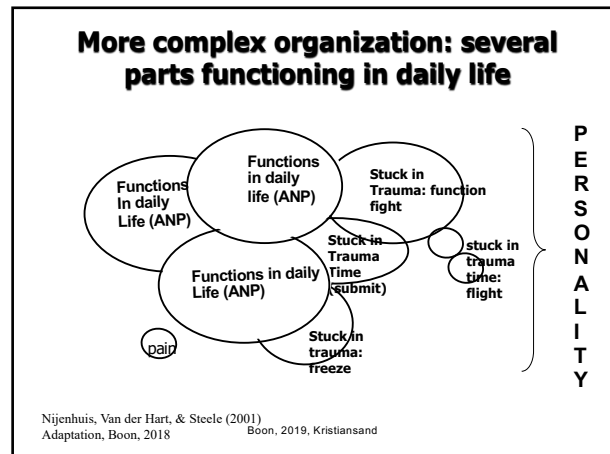 More complex organization: several
parts functioning in daily life
Functions
In daily
Life (ANP)
Functions
in daily
life (ANP)
Stuck in
Trauma: function
fight
Stuck in
Trauma
Time
(submit)
stuck in
trauma
time:
flight
Functions in daily
Life (ANP)
Stuck in
trauma:
freeze
pain
P
E
R
S
O
N
A
L
I
T
Y
Nijenhuis, Van der Hart, & Steele (2001)
Adaptation, Boon, 2018
Boon, 2019, Kristiansand